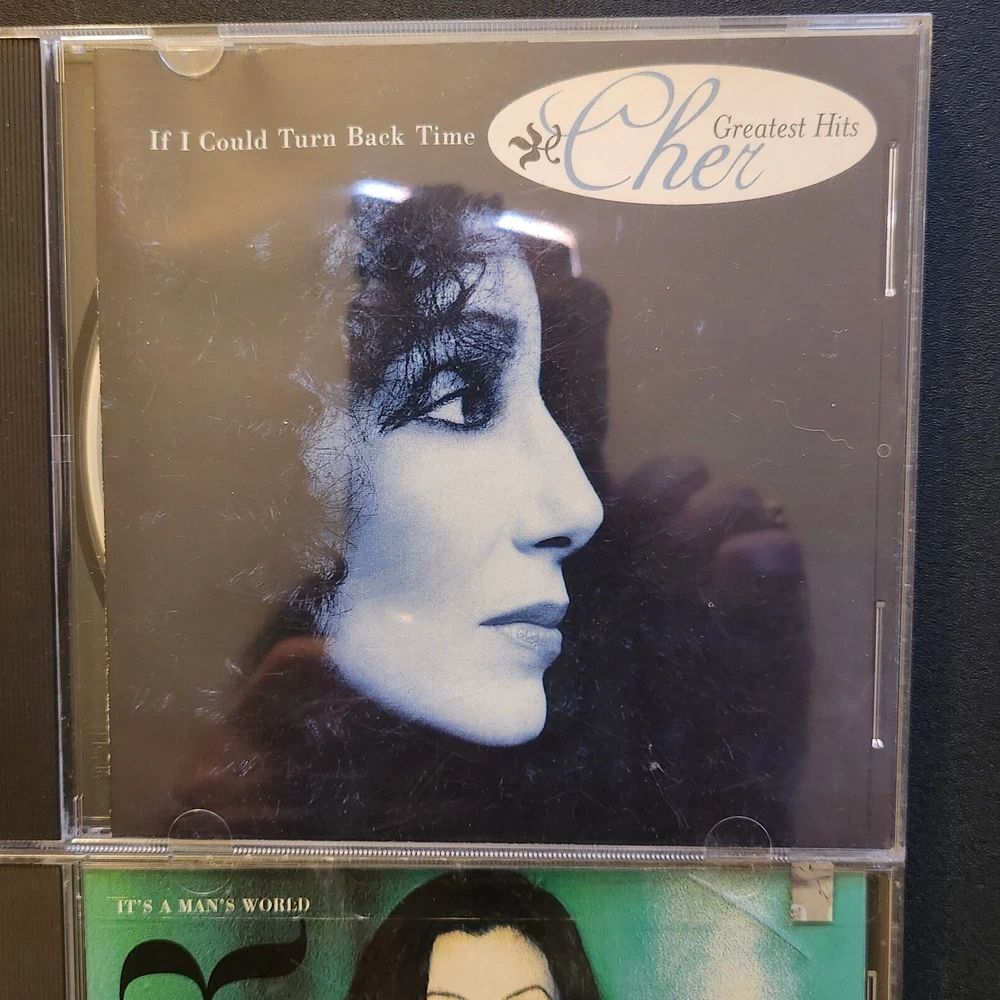 If I Could Turn Back Time
Cher
Greatest Hits
IT'S A MAN'S WORLD